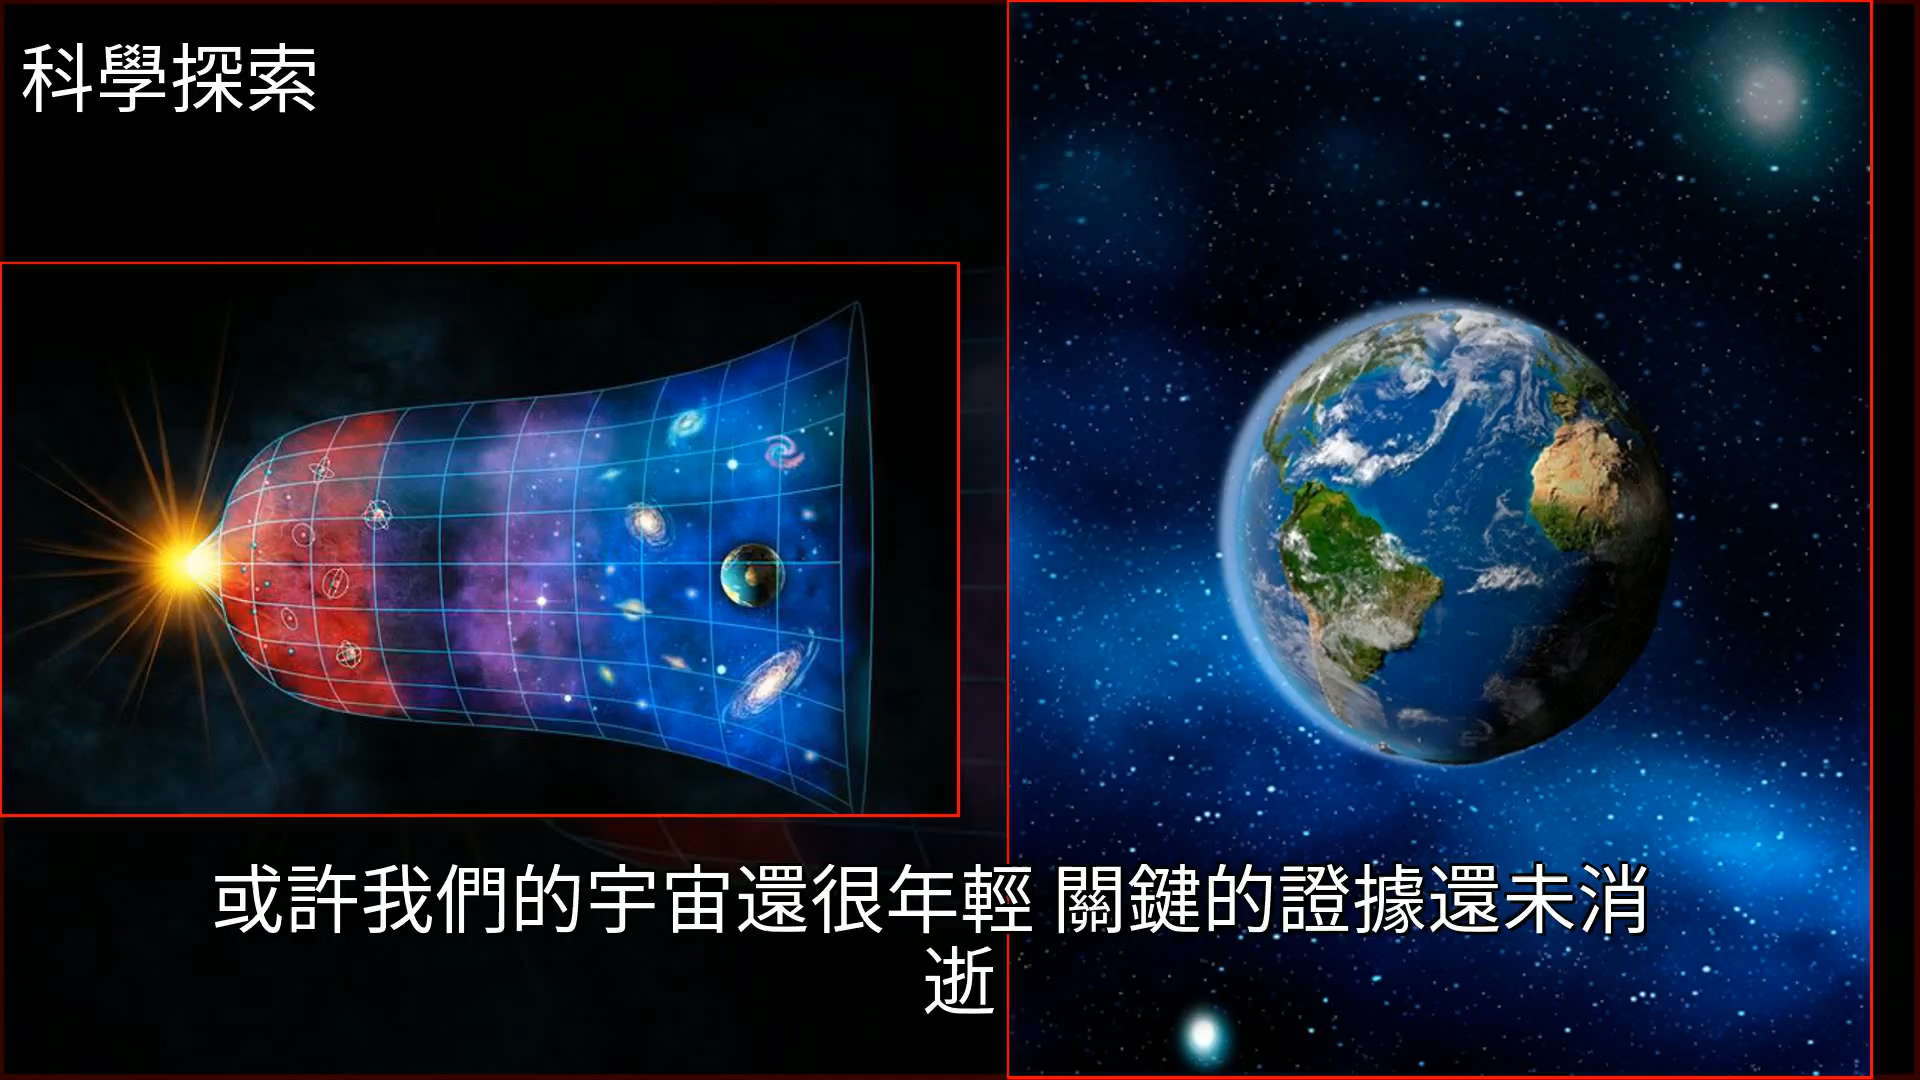 科學探索
或許我們的宇宙還很年輕 關鍵的證據還未消
逝